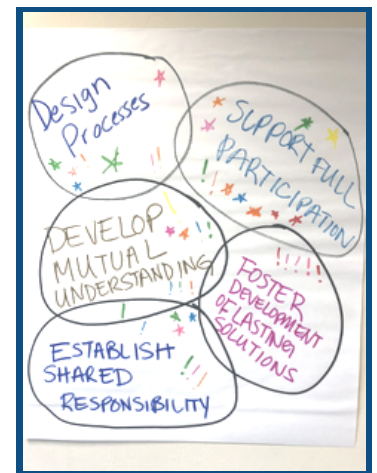 Design
Processes
SUPPORT FULL
PARTICIPATION
DEVELOP
MUTUAL
UNDERSTANDING
FOSTER
DEVELOPMENT
OF LASTING
SOLUTIONS
ESTABLISH
SHARED
RESPONSIBILITY